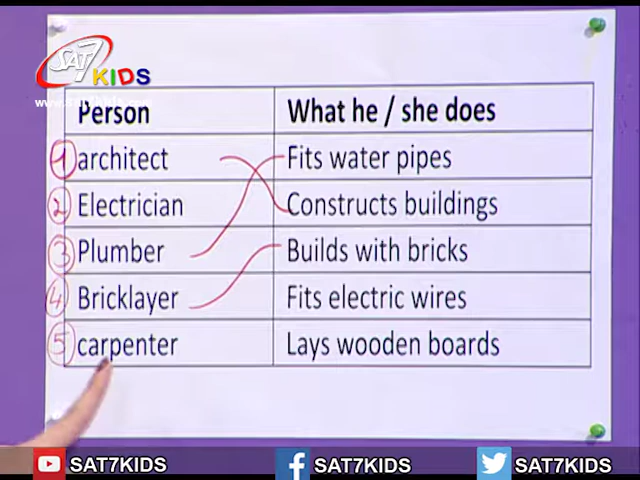 SAT7
KIDS
Person What he / she does
1 architect Fits water pipes
2 Electrician Constructs buildings
3 Plumber Builds with bricks
4 Bricklayer Fits electric wires
5 carpenter Lays wooden boards
SAT7KIDS SAT7KIDS SAT7KIDS